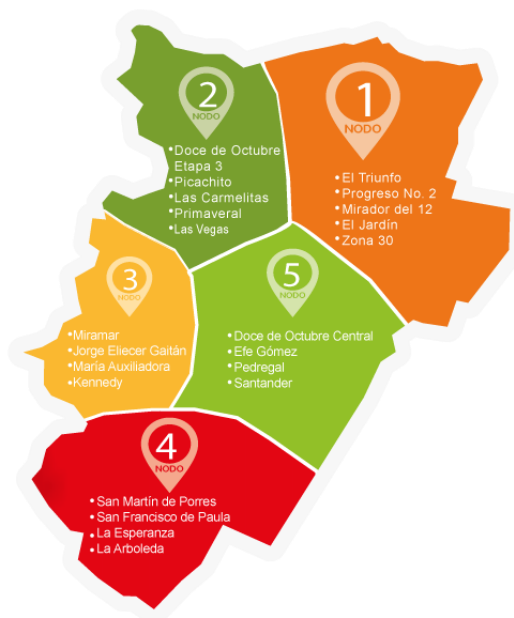 2
NODO
•Doce de Octubre
Etapa 3
•Picachito
•Las Carmelitas
•Primaveral
•Las Vegas
1
NODO
•El Triunfo
•Progreso No. 2
•Mirador del 12
•El Jardín
•Zona 30
3
NODO
•Miramar
•Jorge Eliecer Gaitán
•María Auxiliadora
•Kennedy
5
NODO
•Doce de Octubre Central
•Efe Gómez
•Pedregal
•Santander
4
NODO
•San Martín de Porres
•San Francisco de Paula
•La Esperanza
•La Arboleda